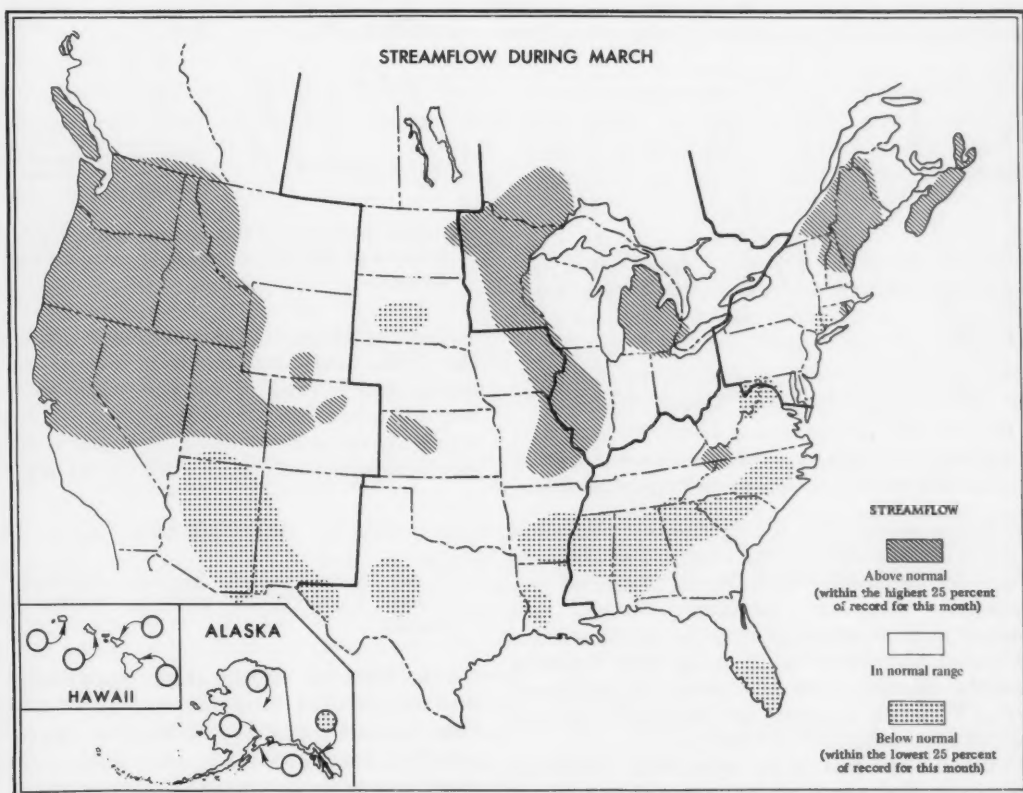 STREAMFLOW DURING MARCH
STREAMFLOW
Above normal
(within the highest 25 percent
of record for this month)
In normal range
Below normal
(within the lowest 25 percent
of record for this month)
ALASKA
HAWAII